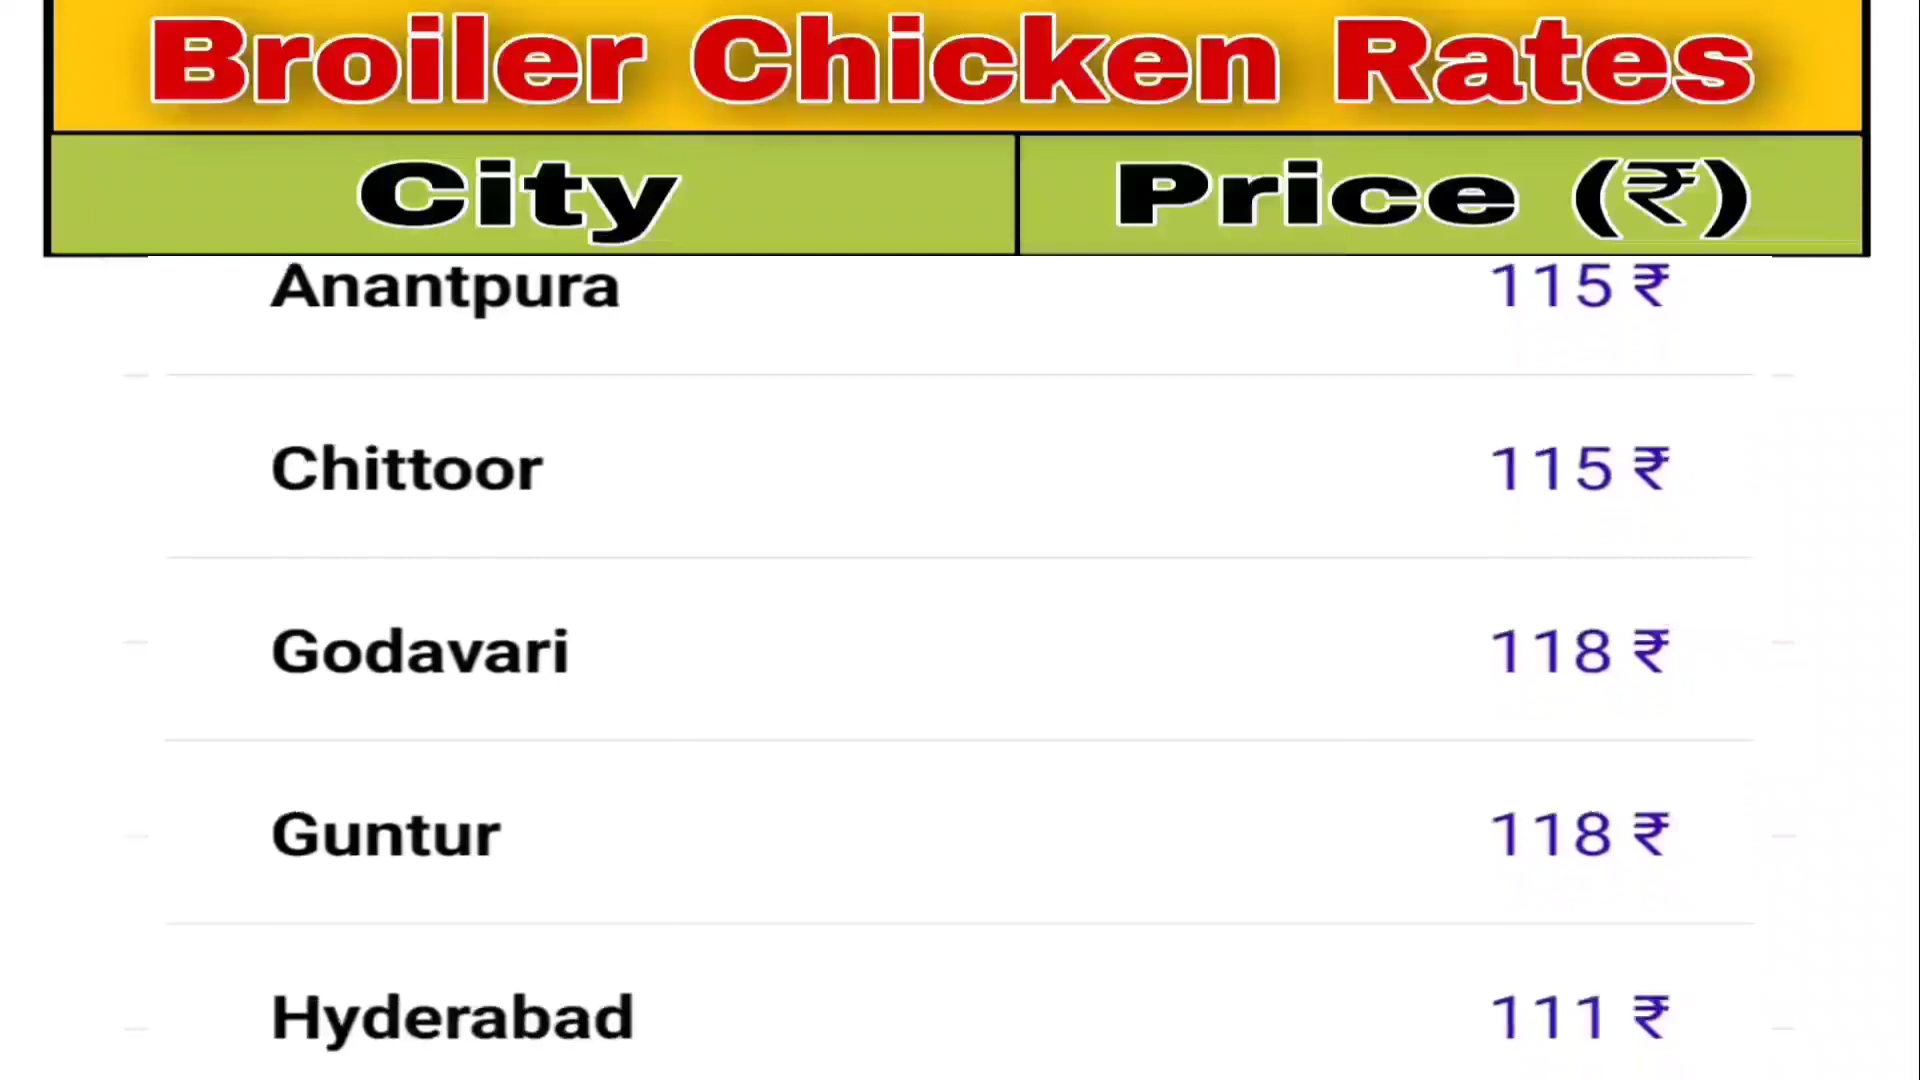 Broiler Chicken Rates
City Price (₹)
Anantpura 115 ₹
Chittoor 115 ₹
Godavari 118 ₹
Guntur 118 ₹
Hyderabad 111 ₹